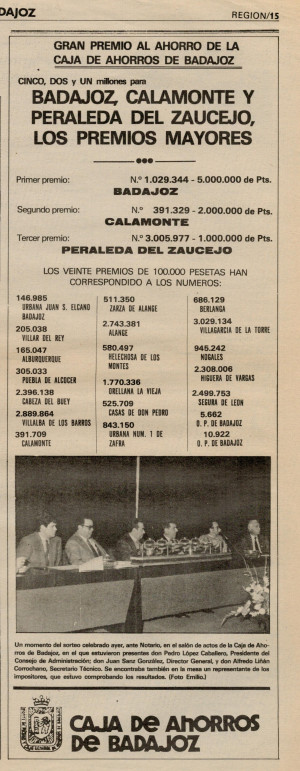 DAJOZ
REGION/15
GRAN PREMIO AL AHORRO DE LA
CAJA DE AHORROS DE BADAJOZ
CINCO, DOS y UN millones para
BADAJOZ, CALAMONTE Y
PERALEDA DEL ZAUCEJO,
LOS PREMIOS MAYORES
Primer premio: N.º 1.029.344 - 5.000.000 de Pts.
BADAJOZ
Segundo premio: N.º 391.329 - 2.000.000 de Pts.
CALAMONTE
Tercer premio: N.º 3.005.977 - 1.000.000 de Pts.
PERALEDA DEL ZAUCEJO
LOS VEINTE PREMIOS DE 100.000 PESETAS HAN
CORRESPONDIDO A LOS NUMEROS:
146.985
URBANA JUAN S. ELCANO
BADAJOZ
205.038
VILLAR DEL REY
165.047
ALBURQUERQUE
305.033
PUEBLA DE ALCOCER
2.396.138
CABEZA DEL BUEY
2.889.864
VILLALBA DE LOS BARROS
391.709
CALAMONTE
511.350
ZARZA DE ALANGE
2.743.381
ALANGE
580.497
HELECHOSA DE LOS
MONTES
1.770.336
ORELLANA LA VIEJA
525.709
CASAS DE DON PEDRO
843.150
URBANA NUM. 1 DE
ZAFRA
686.129
BERLANGA
3.029.134
VILLAGARCIA DE LA TORRE
945.242
NOGALES
2.308.006
HIGUERA DE VARGAS
2.499.753
SEGURA DE LEON
5.662
O. P. DE BADAJOZ
10.922
O. P. DE BADAJOZ
Un momento del sorteo celebrado ayer, ante Notario, en el salón de actos de la Caja de Aho-
rros de Badajoz, en el que estuvieron presentes don Pedro López Caballero, Presidente del
Consejo de Administración; don Juan Sanz González, Director General, y don Alfredo Liñán
Corrochano, Secretario Técnico. Se encontraba también en la mesa un representante de los
impositores, que estuvo comprobando los resultados. (Foto Emilio.)
CAJA DE AHORROS
DE BADAJOZ